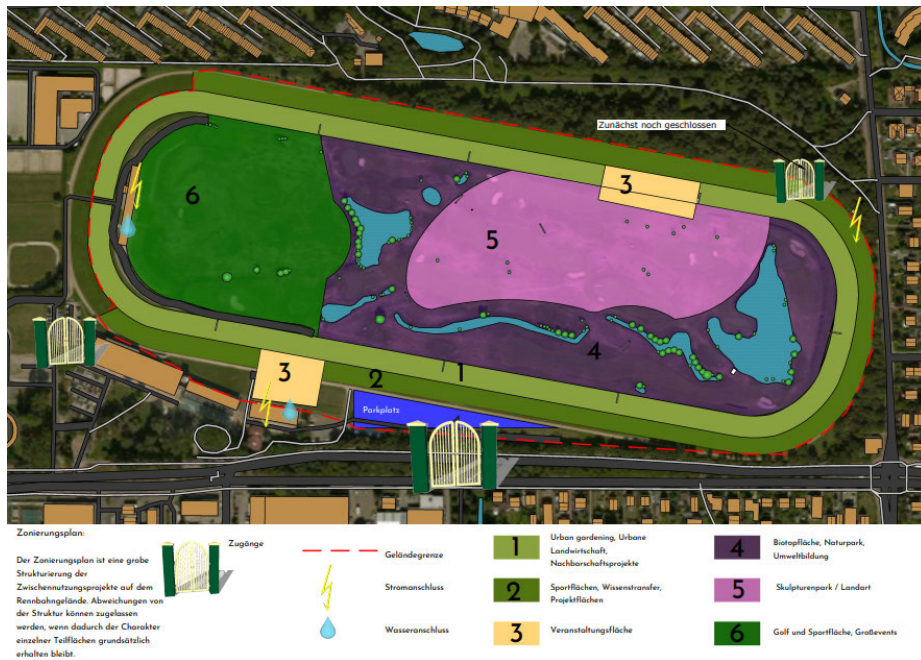 Zunächst noch geschlossen
3
6
5
4
3
2
1
Parkplatz
Zonierungsplan:
Der Zonierungsplan ist eine grobe
Strukturierung der
Zwischennutzungsprojekte auf dem
Rennbahngelände. Abweichungen von
der Struktur können zugelassen
werden, wenn dadurch der Charakter
einzelner Teilflächen grundsätzlich
erhalten bleibt.
Zugänge
Geländegrenze
Stromanschluss
Wasseranschluss
1
Urban gardening, Urbane
Landwirtschaft,
Nachbarschaftsprojekte
2
Sportflächen, Wissenstransfer,
Projektflächen
3
Veranstaltungsfläche
4
Biotopfläche, Naturpark,
Umweltbildung
5
Skulpturenpark / Landart
6
Golf und Sportfläche, Großevents